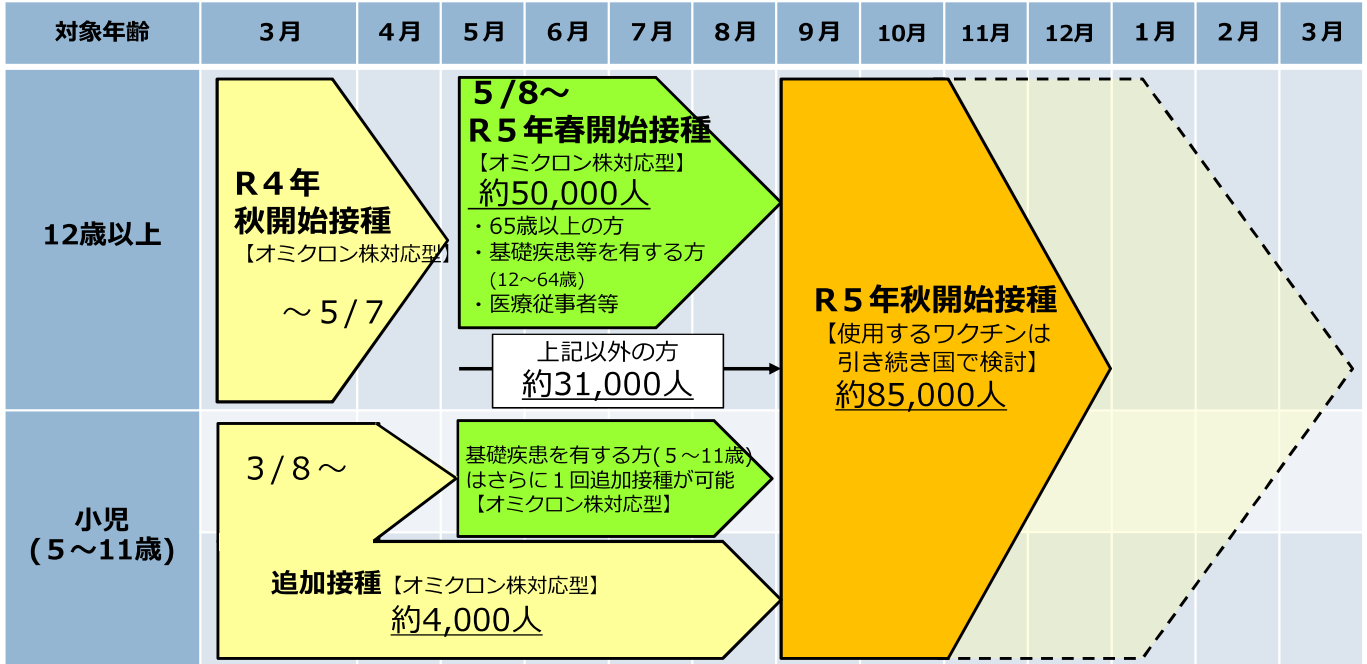 対象年齢
３月
４月
５月
６月
７月
８月
９月
10月
11月
12月
１月
２月
３月
12歳以上
Ｒ４年
秋開始接種
【オミクロン株対応型】
～５/７
５/８～
Ｒ５年春開始接種
【オミクロン株対応型】
約50,000人
・65歳以上の方
・基礎疾患等を有する方
(12～64歳)
・医療従事者等
上記以外の方
約31,000人
Ｒ５年秋開始接種
【使用するワクチンは
引き続き国で検討】
約85,000人
小児
(５～11歳)
３/８～
基礎疾患を有する方(５～11歳)
はさらに１回追加接種が可能
【オミクロン株対応型】
追加接種【オミクロン株対応型】
約4,000人